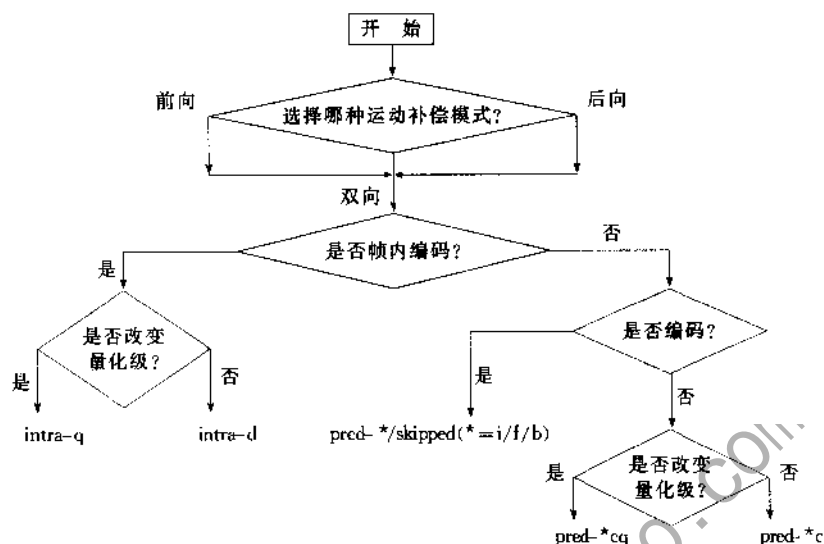 开 始
前向
选择哪种运动补偿模式?
后向
双向
是否帧内编码?
否
是
是否改变
量化级?
是否编码?
是
否
是
否
intra-q
intra-d
pred-*/skipped(*=i/f/b)
是
是否改变
量化级?
否
pred-*cq
pred-*c